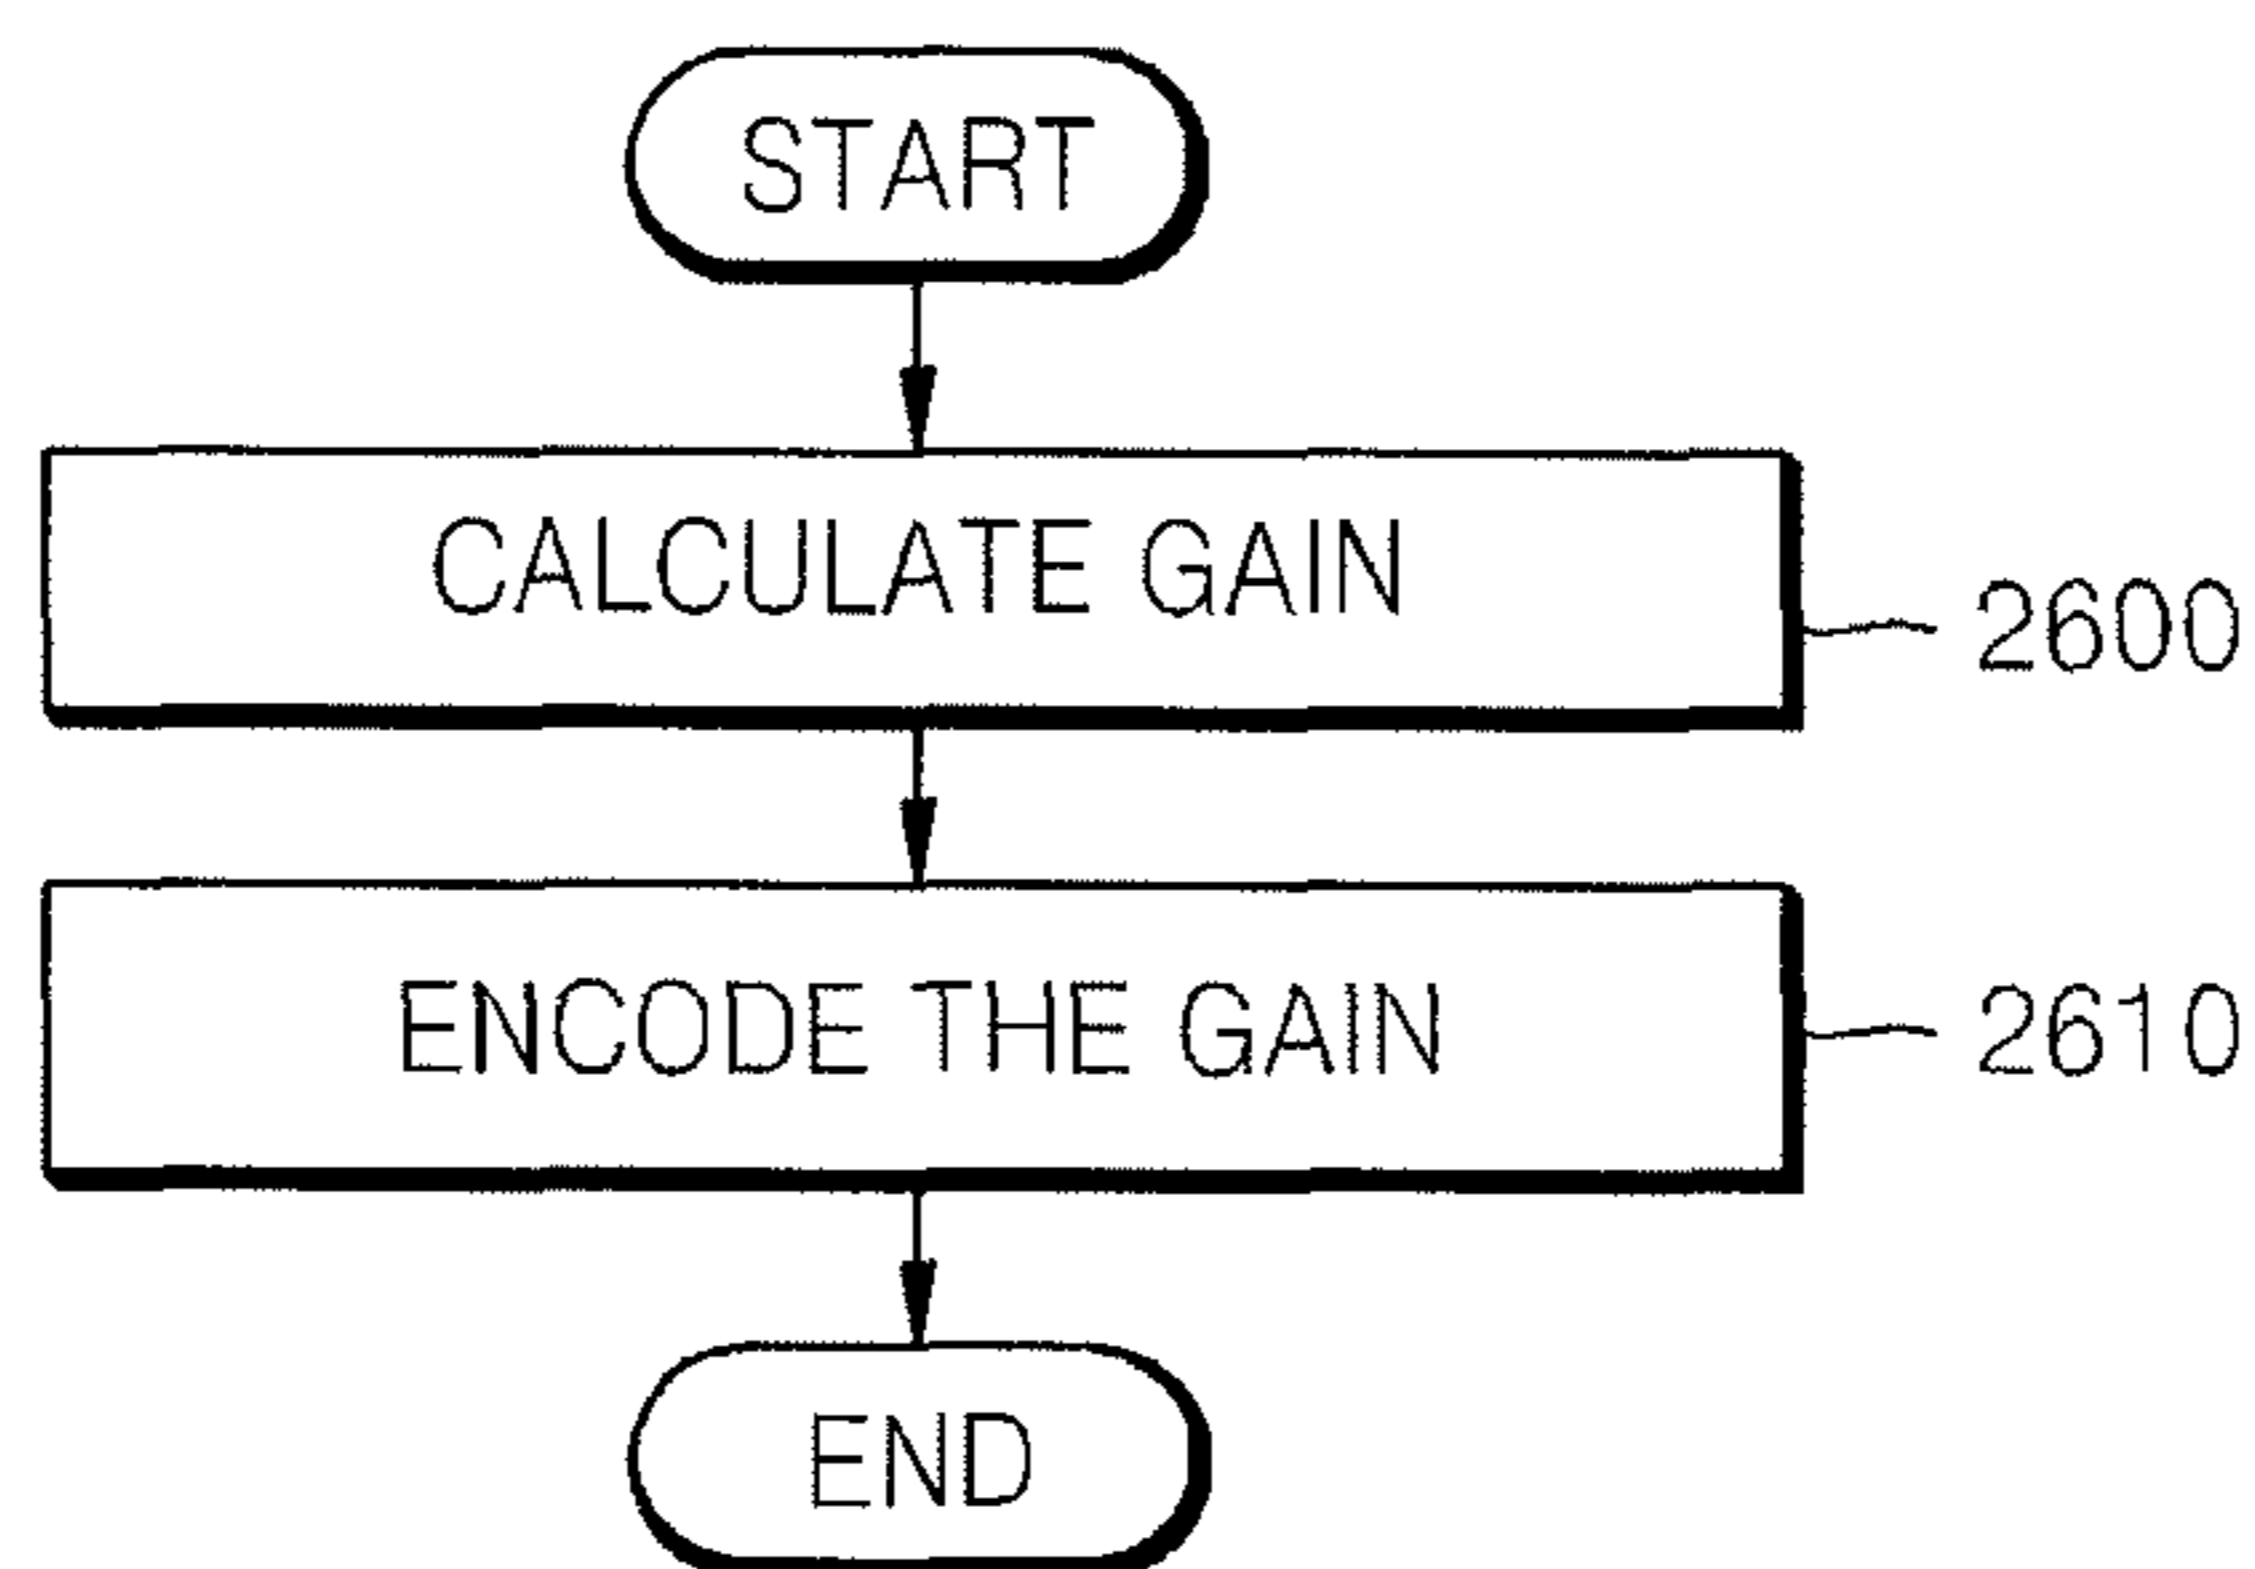 START
CALCULATE GAIN
2600
ENCODE THE GAIN
2610
END